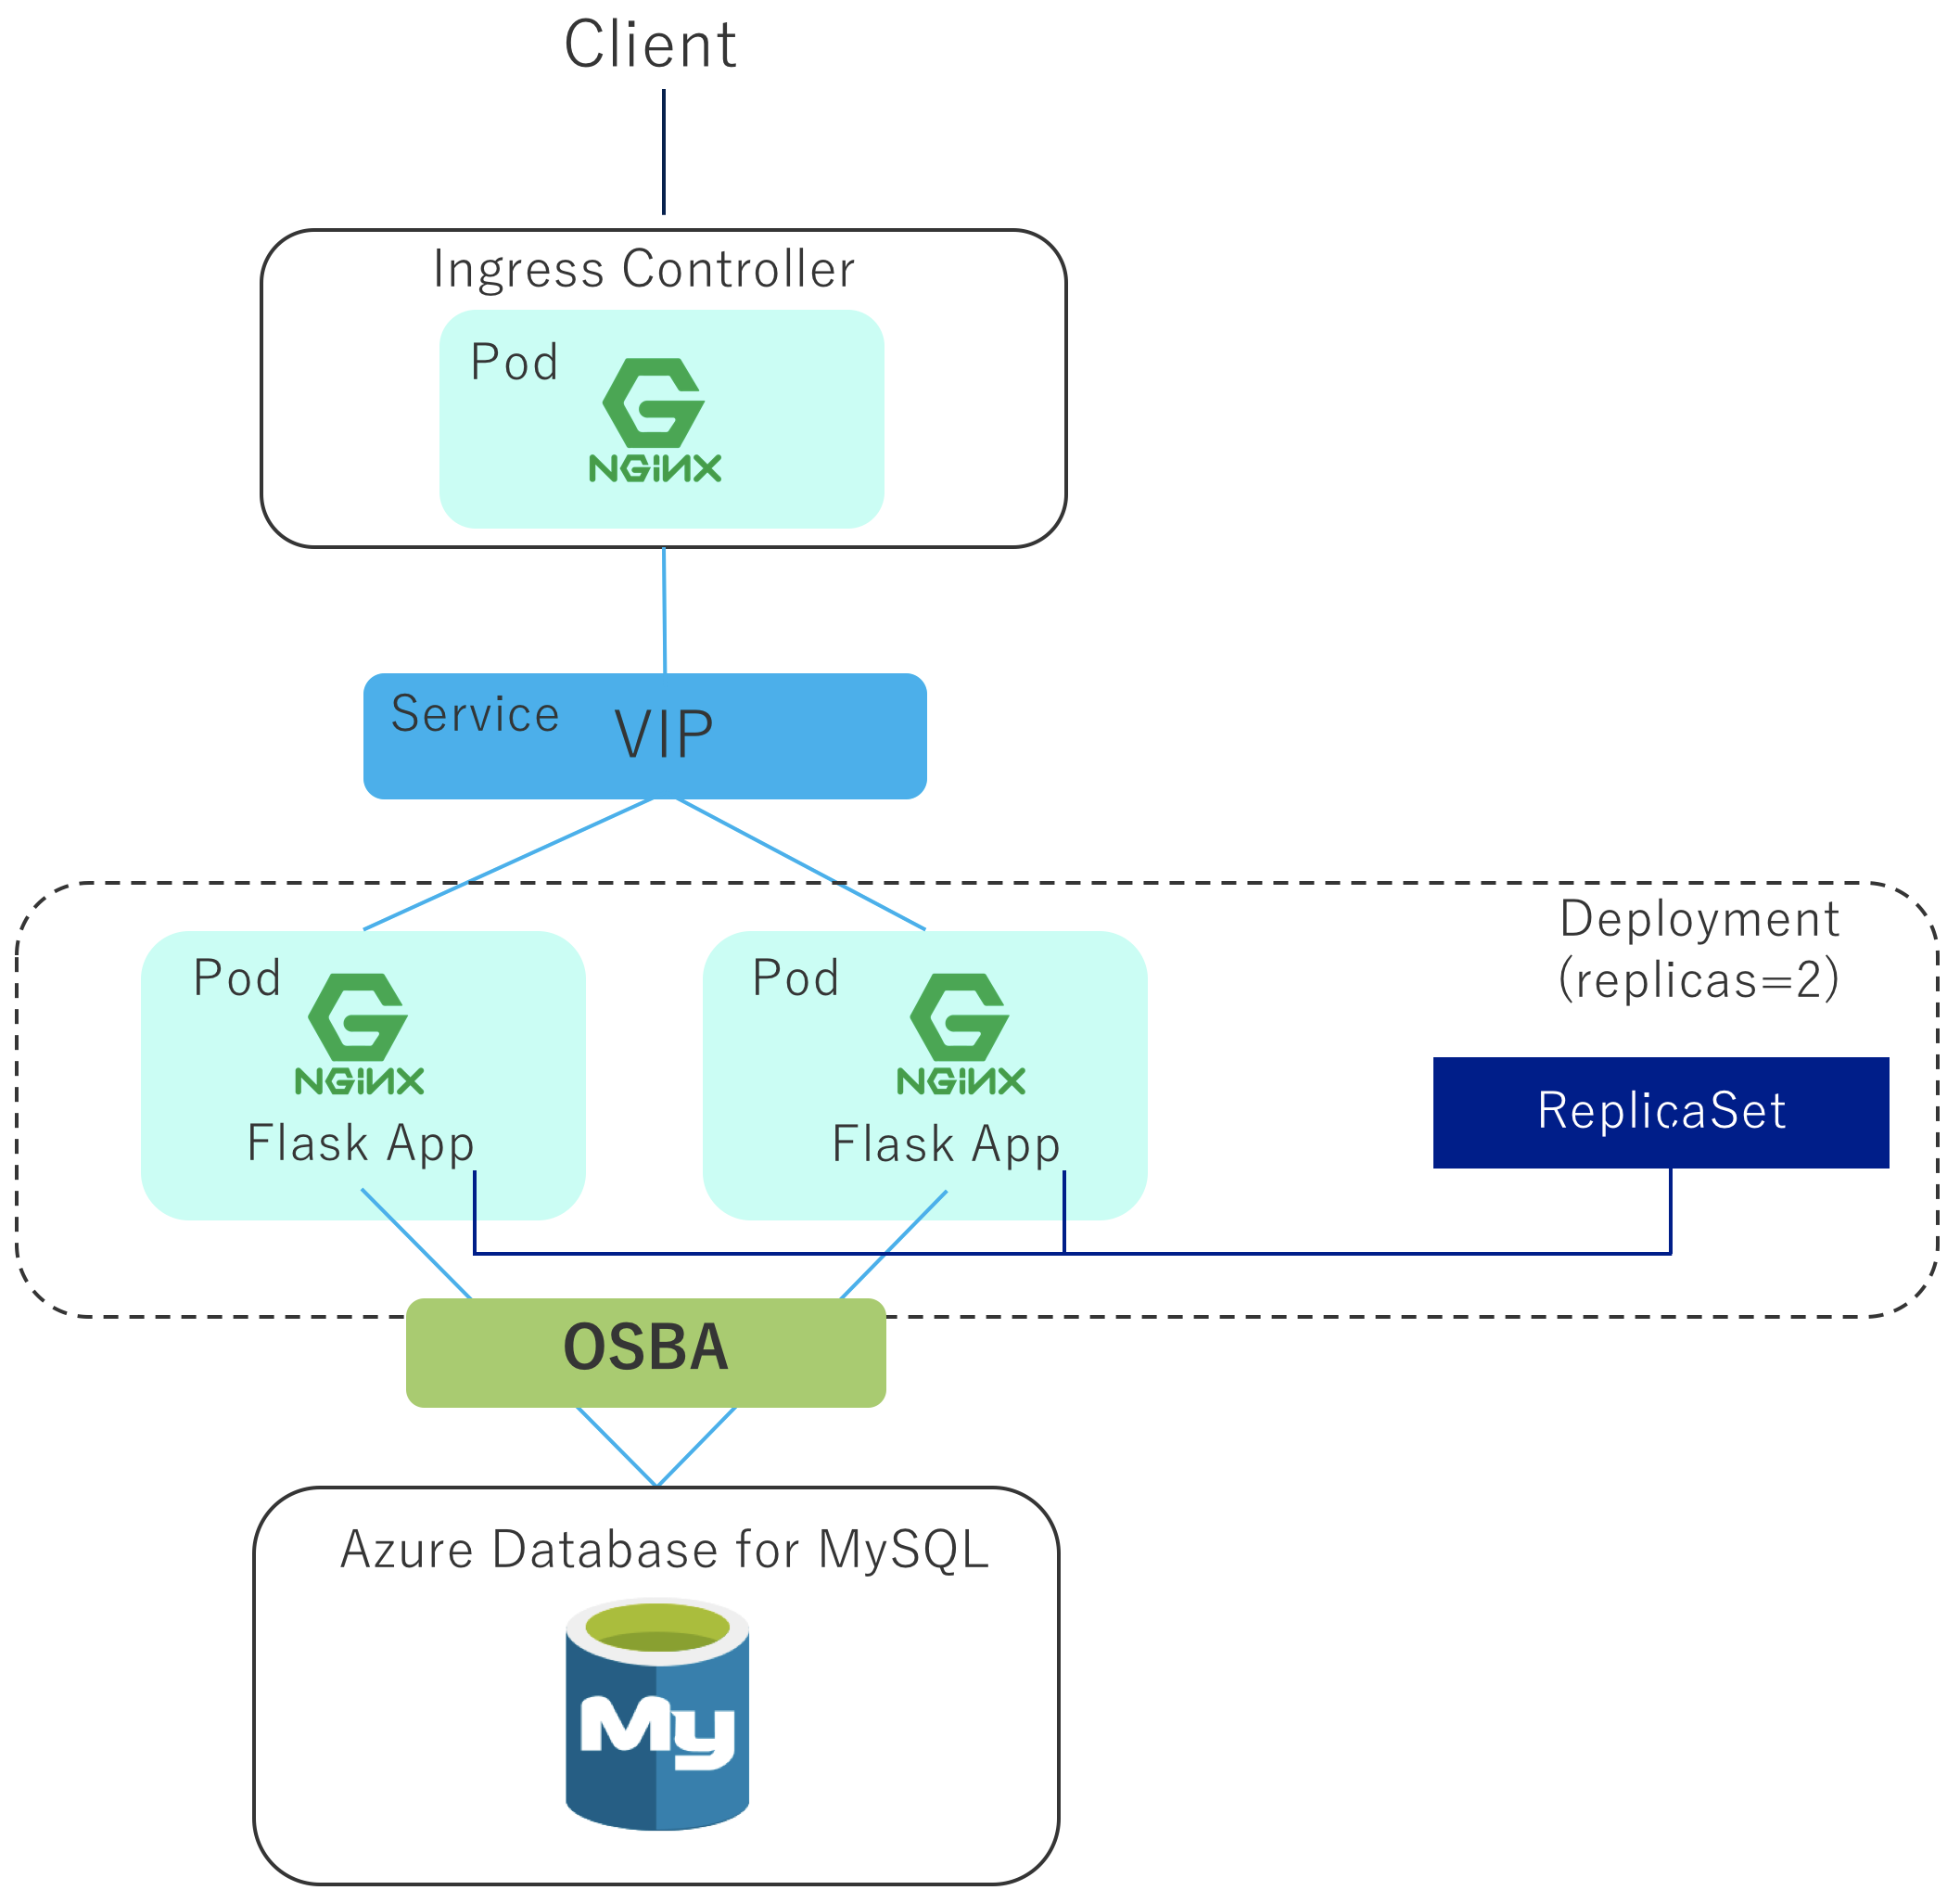 Client
Ingress Controller
Pod
NGiNX
Service
VIP
Deployment
(replicas=2)
Pod
NGiNX
Flask App
Pod
NGiNX
Flask App
ReplicaSet
OSBA
Azure Database for MySQL
My